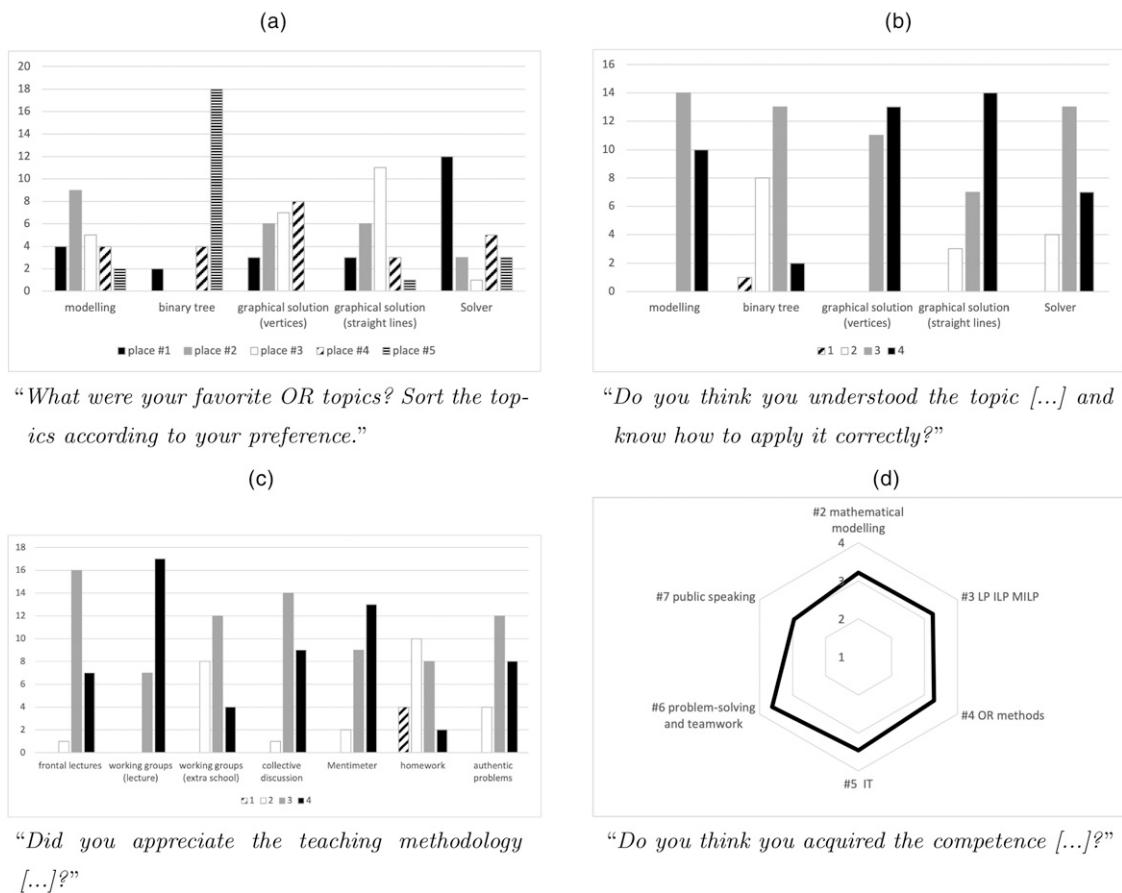 (a)
20
18
16
14
12
10
8
6
4
2
0
modelling
binary tree
graphical solution
(vertices)
graphical solution
(straight lines)
Solver
place #1 place #2 place #3 place #4 place #5
“What were your favorite OR topics? Sort the top-
ics according to your preference.”
(b)
16
14
12
10
8
6
4
2
0
modelling
binary tree
graphical solution
(vertices)
graphical solution
(straight lines)
Solver
1 2 3 4
“Do you think you understood the topic [...] and
know how to apply it correctly?”
(c)
18
16
14
12
10
8
6
4
2
0
frontal lectures
working groups
(lecture)
working groups
(extra school)
collective
discussion
Mentimeter
homework
authentic
problems
1 2 3 4
“Did you appreciate the teaching methodology
[...]?”
(d)
#2 mathematical
modelling
4
3
2
1
#3 LP ILP MILP
#4 OR methods
#5 IT
#6 problem-solving
and teamwork
#7 public speaking
“Do you think you acquired the competence [...]?”